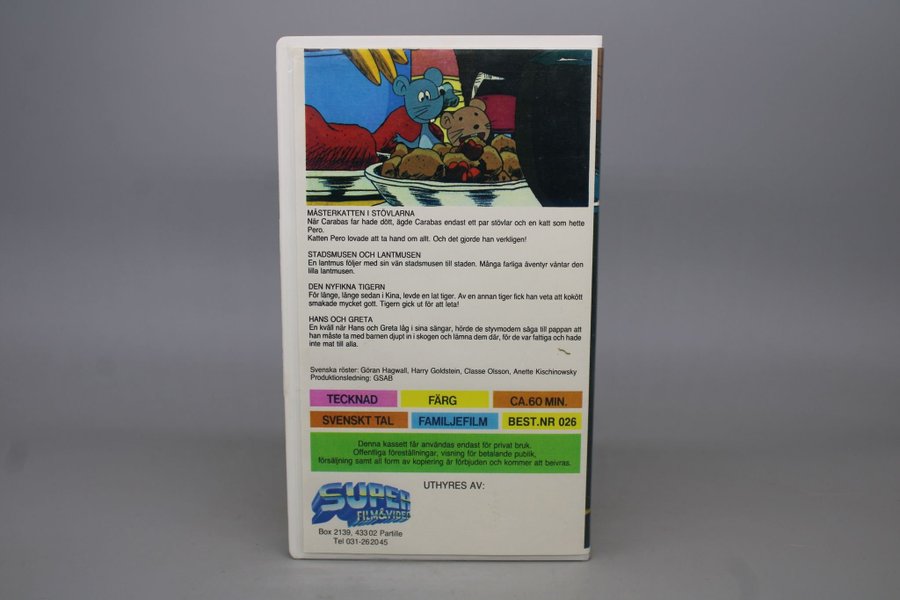 MÄSTERKATTEN I STÖVLARNA
När Carabas far hade dött, ägde Carabas endast ett par stövlar och en katt som hette
Pero.
Katten Pero lovade att ta hand om allt. Och det gjorde han verkligen!
STADSMUSEN OCH LANTMUSEN
En lantmus följer med sin vän stadsmusen till staden. Många farliga äventyr väntar den
lilla lantmusen.
DEN NYFIKNA TIGERN
För länge, länge sedan i Kina, levde en lat tiger. Av en annan tiger fick han veta att kokött
smakade mycket gott. Tigern gick ut för att leta!
HANS OCH GRETA
En kväll när Hans och Greta låg i sina sängar, hörde de styvmodern säga till pappan att
han måste ta med barnen djupt in i skogen och lämna dem där, för de var fattiga och hade
inte mat till alla.
Svenska röster: Göran Hagwall, Harry Goldstein, Classe Olsson, Anette Kischinowsky
Produktionsledning: GSAB
TECKNAD FÄRG CA.60 MIN.
SVENSKT TAL FAMILJEFILM BEST.NR 026
Denna kassett får användas endast för privat bruk.
Offentliga föreställningar, visning för betalande publik,
försäljning samt all form av kopiering är förbjuden och kommer att beivras.
SUPER
FILM&VIDEO
UTHYRES AV:
Box 2139, 433 02 Partille
Tel 031-26 20 45